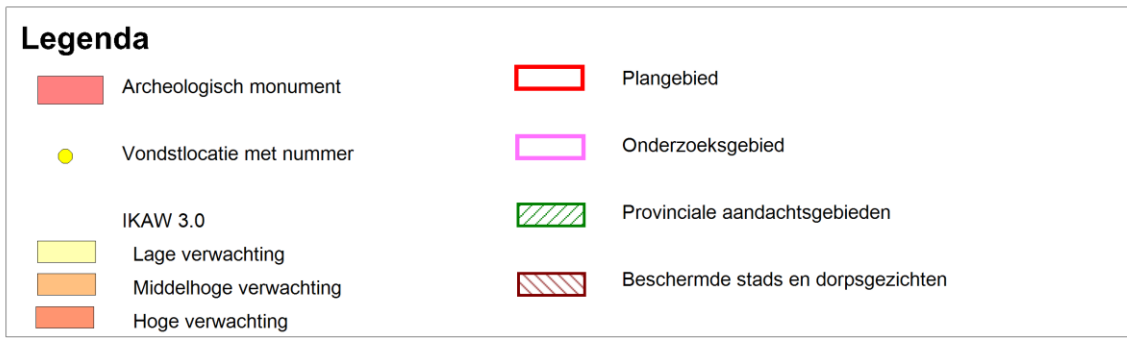 Legenda
Archeologisch monument
Vondstlocatie met nummer
IKAW 3.0
Lage verwachting
Middelhoge verwachting
Hoge verwachting
Plangebied
Onderzoeksgebied
Provinciale aandachtsgebieden
Beschermde stads en dorpsgezichten